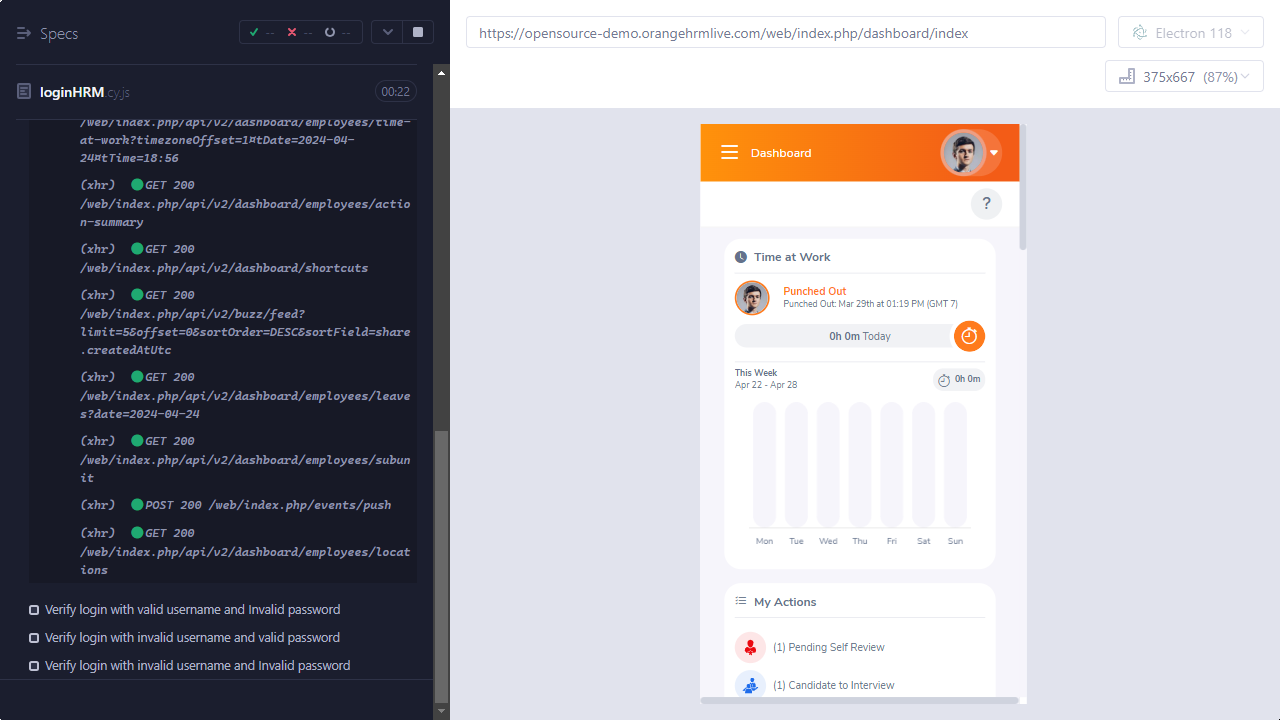 Specs
--
--
--
loginHRM.cy.js
00:22
/web/index.php/api/v2/dashboard/employees/time-
at-work?timezoneOffset=1¤tDate=2024-04-
24¤tTime=18:56
(xhr) GET 200
/web/index.php/api/v2/dashboard/employees/actio
n-summary
(xhr) GET 200
/web/index.php/api/v2/dashboard/shortcuts
(xhr) GET 200
/web/index.php/api/v2/buzz/feed?
limit=5&offset=0&sortOrder=DESC&sortField=share
.createdAtUtc
(xhr) GET 200
/web/index.php/api/v2/dashboard/employees/leave
s?date=2024-04-24
(xhr) GET 200
/web/index.php/api/v2/dashboard/employees/subun
it
(xhr) POST 200 /web/index.php/events/push
(xhr) GET 200
/web/index.php/api/v2/dashboard/employees/locat
ions
Verify login with valid username and Invalid password
Verify login with invalid username and valid password
Verify login with invalid username and Invalid password
https://opensource-demo.orangehrmlive.com/web/index.php/dashboard/index
Electron 118
375x667 (87%)
Dashboard
?
Time at Work
Punched Out
Punched Out: Mar 29th at 01:19 PM (GMT 7)
0h 0m Today
This Week
Apr 22 - Apr 28
0h 0m
Mon Tue Wed Thu Fri Sat Sun
My Actions
(1) Pending Self Review
(1) Candidate to Interview